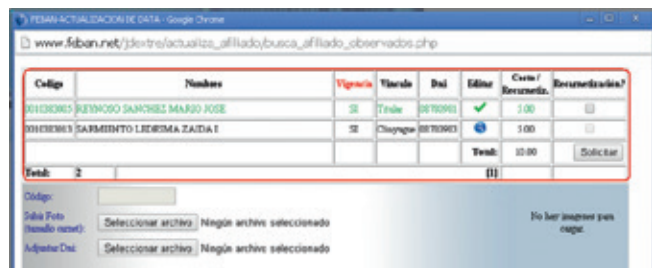 FEBAN-ACTUALIZACION DE DATA - Google Chrome
www.feban.net/jdextre/actualiza_afiliado/busca_afiliado_observados.php
Codigo Nombres Vigencia Vinculo Dni Editar Carne / Recarnetiz. Recarnetización?
REYNOSO SANCHEZ MARIO JOSE SI Titular 5.00
SARMIENTO LEDESMA ZAIDA I SI 5.00
Total: 10.00 Solicitar
Total: 2 [1]
Código:
Subir Foto (tamaño carnet): Seleccionar archivo Ningún archivo seleccionado
No hay imagenes para cargar.
Adjuntar Dni: Seleccionar archivo Ningún archivo seleccionado